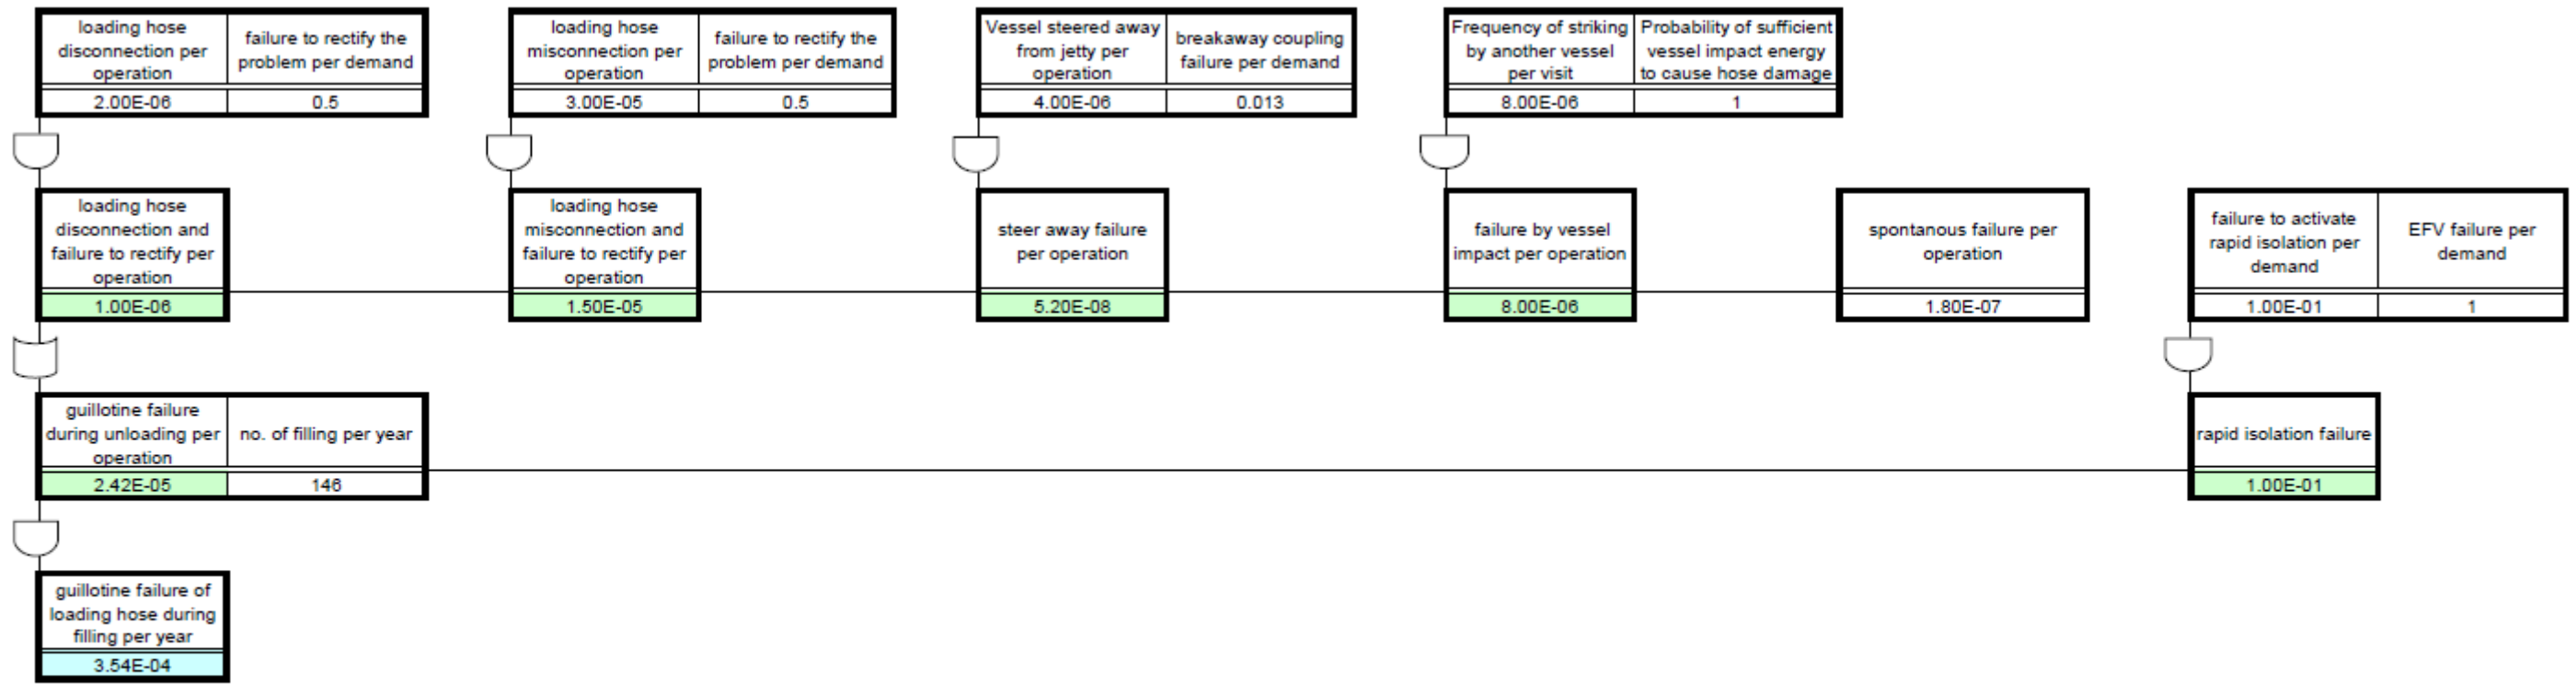 loading hose
disconnection per
operation
failure to rectify the
problem per demand
2.00E-06
0.5
loading hose
misconnection per
operation
failure to rectify the
problem per demand
3.00E-05
0.5
Vessel steered away
from jetty per
operation
breakaway coupling
failure per demand
4.00E-06
0.013
Frequency of striking
by another vessel
per visit
Probability of sufficient
vessel impact energy
to cause hose damage
8.00E-06
1
loading hose
disconnection and
failure to rectify per
operation
1.00E-06
loading hose
misconnection and
failure to rectify per
operation
1.50E-05
steer away failure
per operation
5.20E-08
failure by vessel
impact per operation
8.00E-06
spontanous failure per
operation
1.80E-07
failure to activate
rapid isolation per
demand
EFV failure per
demand
1.00E-01
1
guillotine failure
during unloading per
operation
no. of filling per year
2.42E-05
146
rapid isolation failure
1.00E-01
guillotine failure of
loading hose during
filling per year
3.54E-04